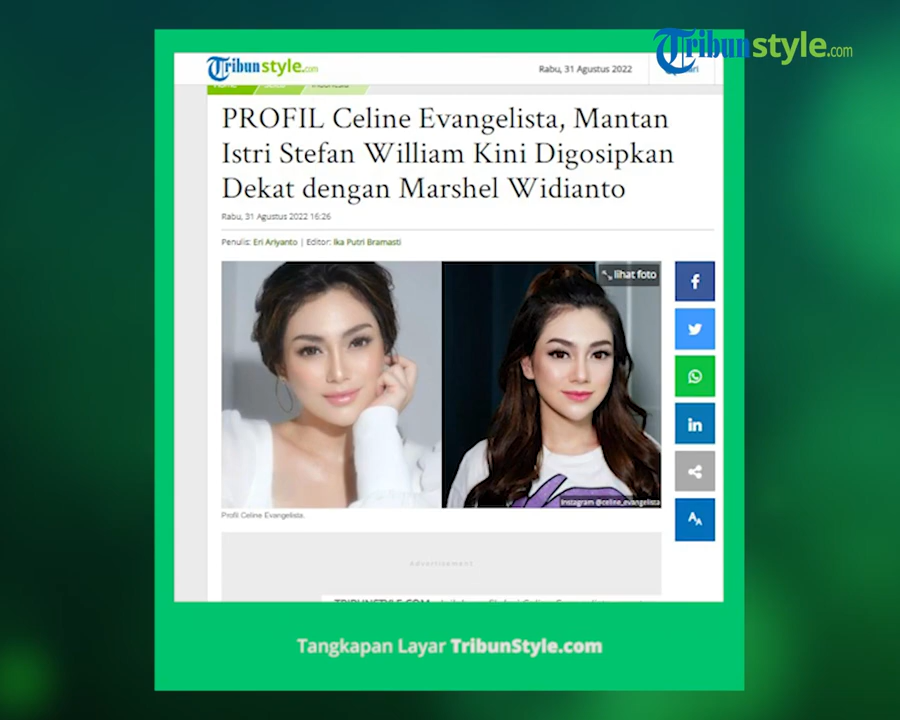 Tribunstyle.com
Tribunstyle.com
Rabu, 31 Agustus 2022
PROFIL Celine Evangelista, Mantan
Istri Stefan William Kini Digosipkan
Dekat dengan Marshel Widianto
Rabu, 31 Agustus 2022 16:26
Penulis: Eri Ariyanto | Editor: Ika Putri Bramasti
lihat foto
Instagram @celine_evangelista
Profil Celine Evangelista.
Advertisement
Tangkapan Layar TribunStyle.com